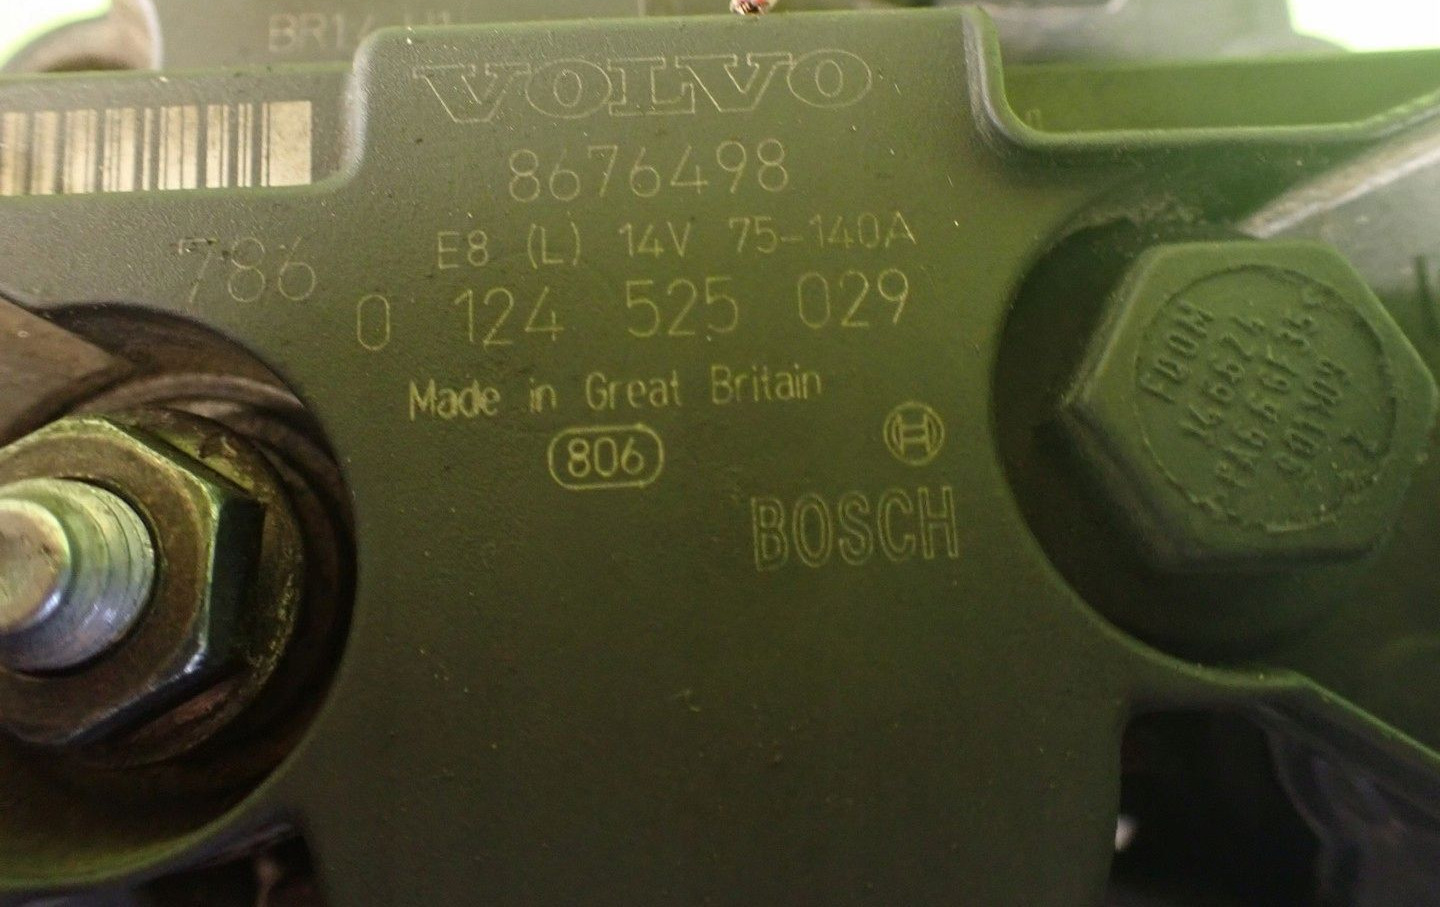 VOLVO
8676498
E8 (L) 14V 75-140A
786
0 124 525 029
Made in Great Britain
806
BOSCH